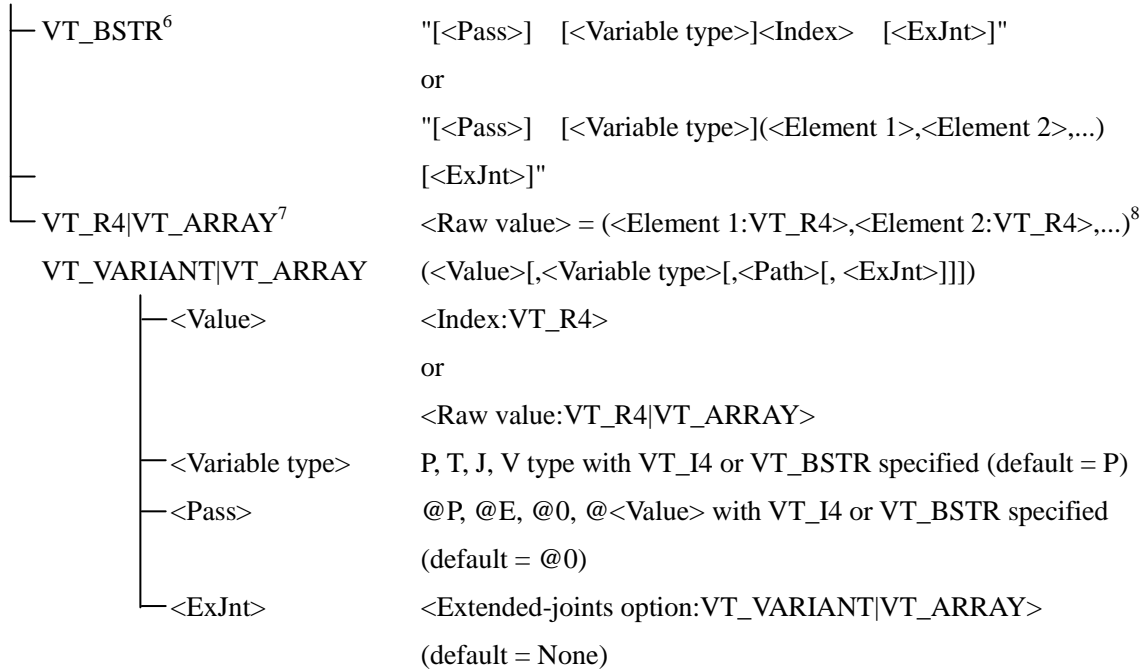 VT_BSTR6 "[<Pass>] [<Variable type>]<Index> [<ExJnt>]"
or
"[<Pass>] [<Variable type>](<Element 1>,<Element 2>,...)
[<ExJnt>]"
VT_R4|VT_ARRAY7 <Raw value> = (<Element 1:VT_R4>,<Element 2:VT_R4>,...)8
VT_VARIANT|VT_ARRAY (<Value>[,<Variable type>[,<Path>[, <ExJnt>]]])
<Value> <Index:VT_R4>
or
<Raw value:VT_R4|VT_ARRAY>
<Variable type> P, T, J, V type with VT_I4 or VT_BSTR specified (default = P)
<Pass> @P, @E, @0, @<Value> with VT_I4 or VT_BSTR specified
(default = @0)
<ExJnt> <Extended-joints option:VT_VARIANT|VT_ARRAY>
(default = None)